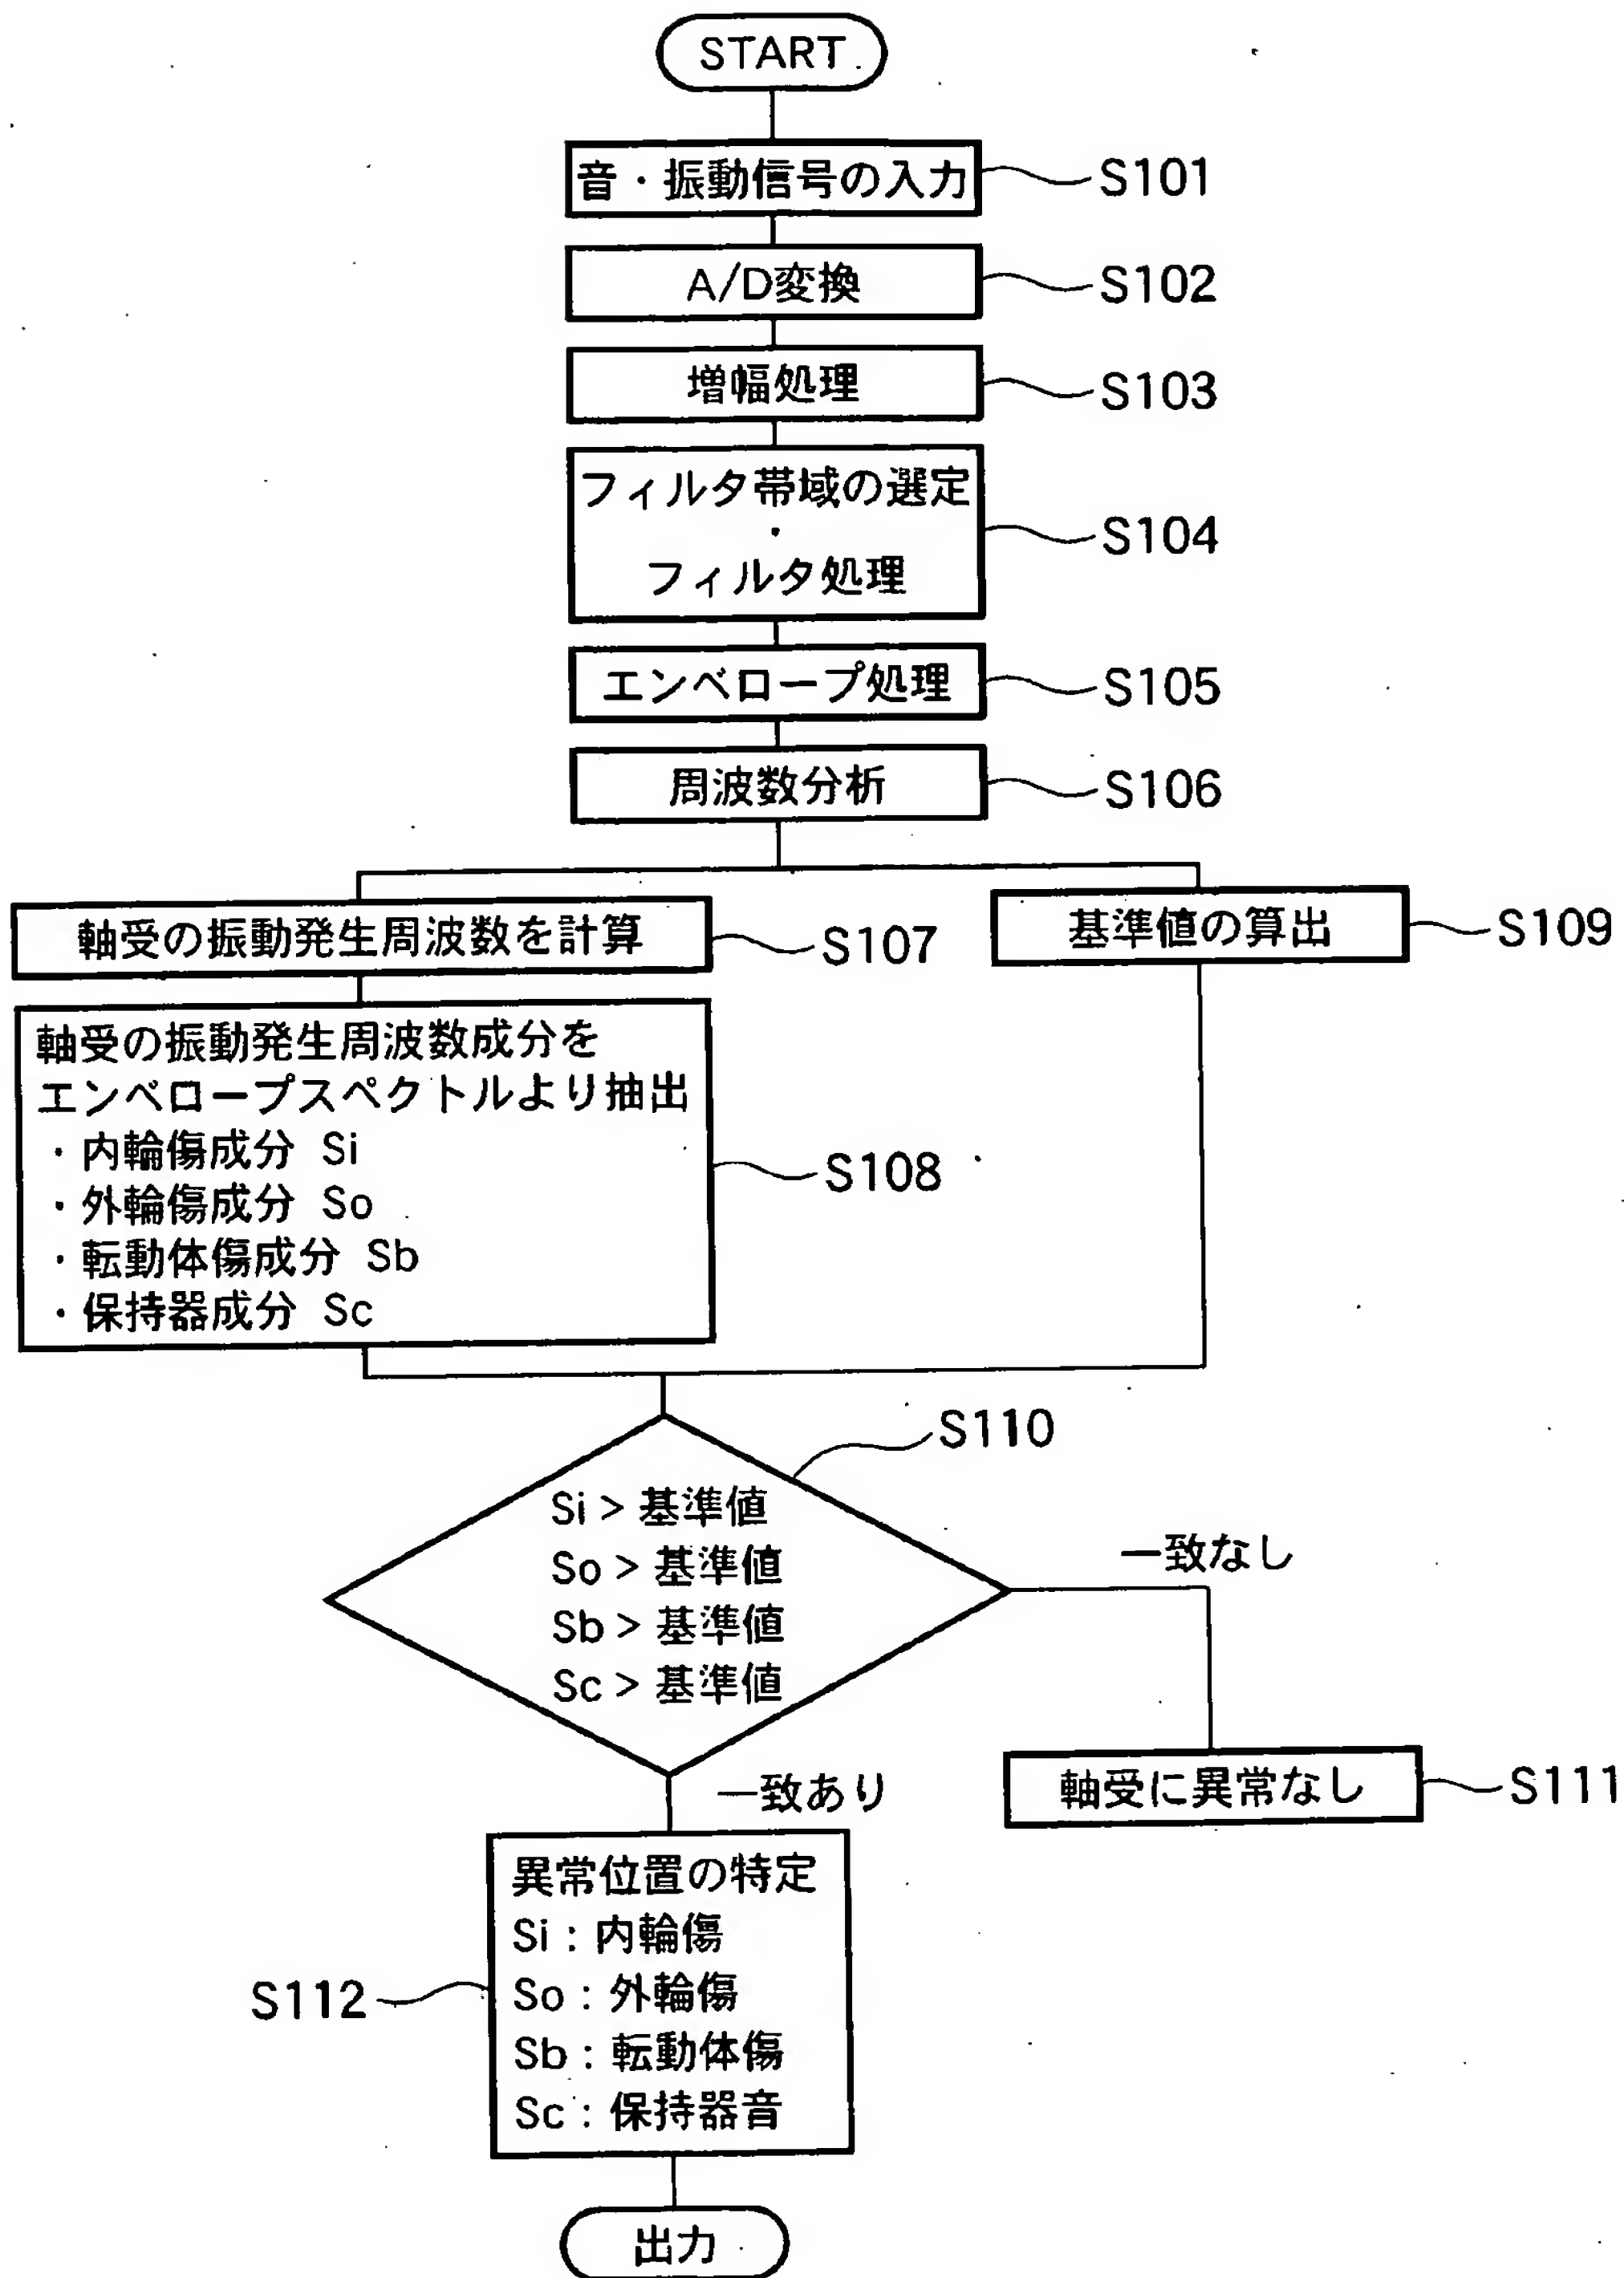 START
音・振動信号の入力
S101
A/D変換
S102
増幅処理
S103
フィルタ帯域の選定
・
フィルタ処理
S104
エンベロープ処理
S105
周波数分析
S106
軸受の振動発生周波数を計算
S107
基準値の算出
S109
軸受の振動発生周波数成分を
エンベロープスペクトルより抽出
・内輪傷成分 Si
・外輪傷成分 So
・転動体傷成分 Sb
・保持器成分 Sc
S108
S110
Si > 基準値
So > 基準値
Sb > 基準値
Sc > 基準値
一致なし
一致あり
軸受に異常なし
S111
異常位置の特定
Si : 内輪傷
So : 外輪傷
Sb : 転動体傷
Sc : 保持器音
S112
出力